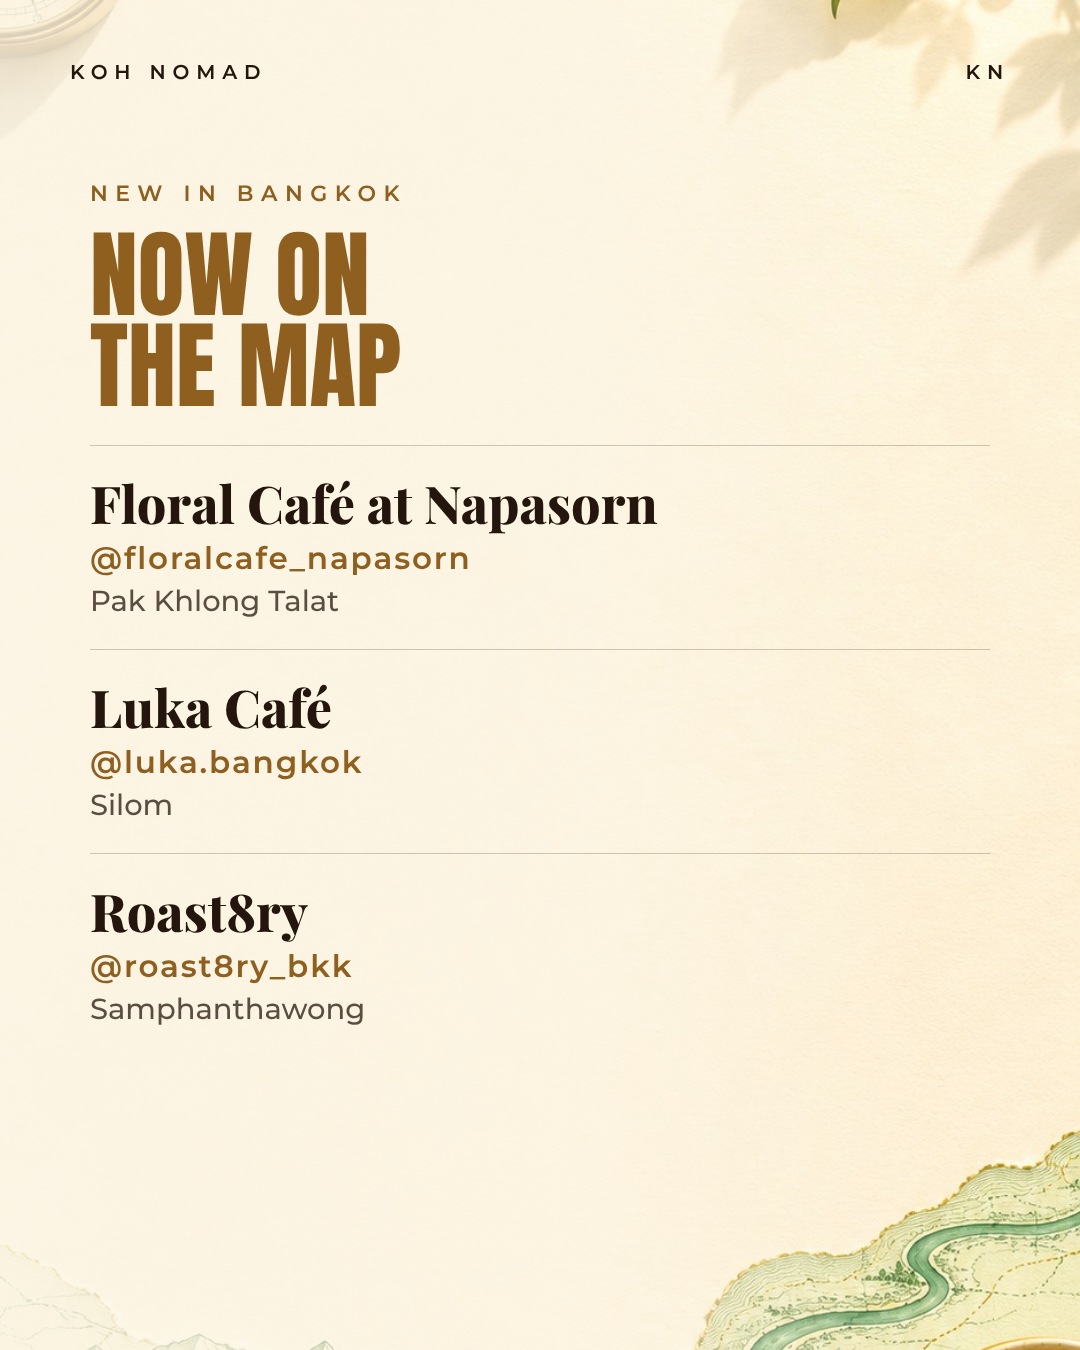 KOH NOMAD
KN
NEW IN BANGKOK
NOW ON
THE MAP
Floral Café at Napasorn
@floralcafe_napasorn
Pak Khlong Talat
Luka Café
@luka.bangkok
Silom
Roast8ry
@roast8ry_bkk
Samphanthawong